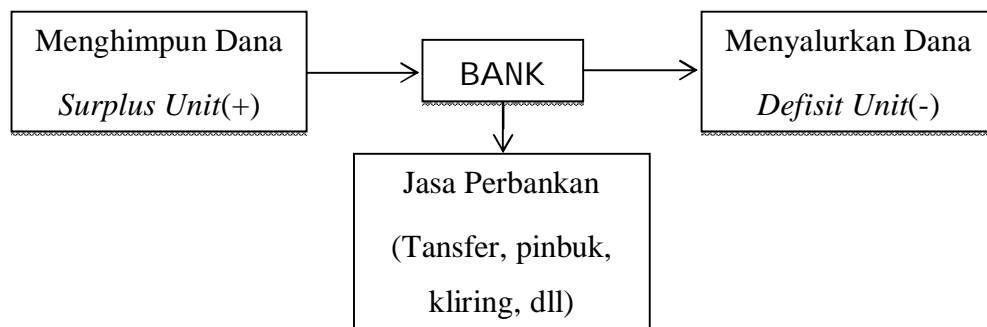 Menghimpun Dana
Surplus Unit(+)
BANK
Menyalurkan Dana
Defisit Unit(-)
Jasa Perbankan
(Tansfer, pinbuk,
kliring, dll)